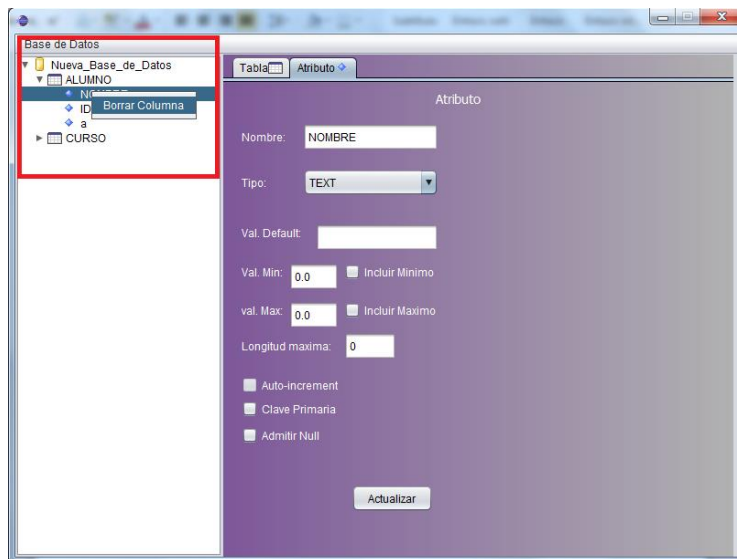 Base de Datos
Nueva_Base_de_Datos
ALUMNO
Borrar Columna
ID
a
CURSO
Tabla
Atributo
Atributo
Nombre: NOMBRE
Tipo: TEXT
Val. Default:
Val. Min: 0.0 Incluir Minimo
val. Max: 0.0 Incluir Maximo
Longitud maxima: 0
Auto-increment
Clave Primaria
Admitir Null
Actualizar